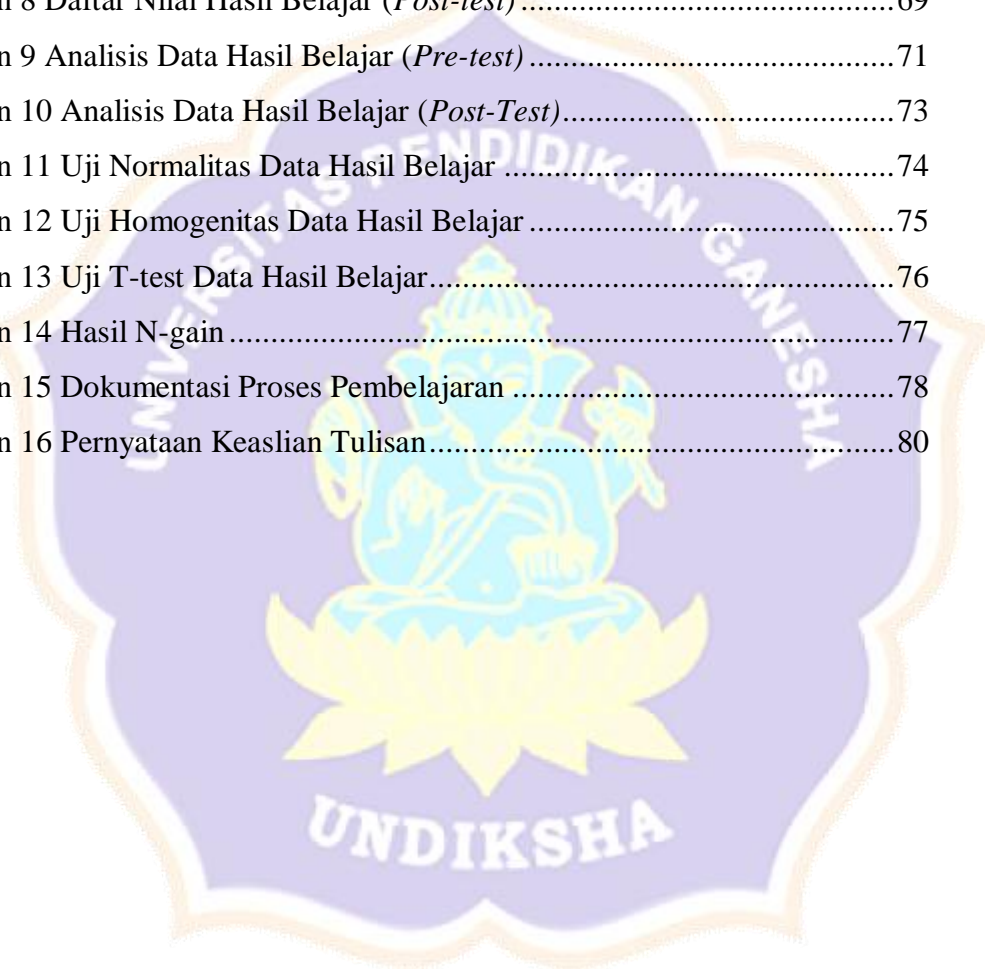 n 8 Daftar Nilai Hasil Belajar (Post-test) ............................................. 69
n 9 Analisis Data Hasil Belajar (Pre-test) ............................................. 71
n 10 Analisis Data Hasil Belajar (Post-Test) ......................................... 73
n 11 Uji Normalitas Data Hasil Belajar ................................................ 74
n 12 Uji Homogenitas Data Hasil Belajar ............................................. 75
n 13 Uji T-test Data Hasil Belajar ......................................................... 76
n 14 Hasil N-gain ................................................................................. 77
n 15 Dokumentasi Proses Pembelajaran ............................................... 78
n 16 Pernyataan Keaslian Tulisan ......................................................... 80
UNIVERSITAS PENDIDIKAN GANESHA
UNDIKSHA